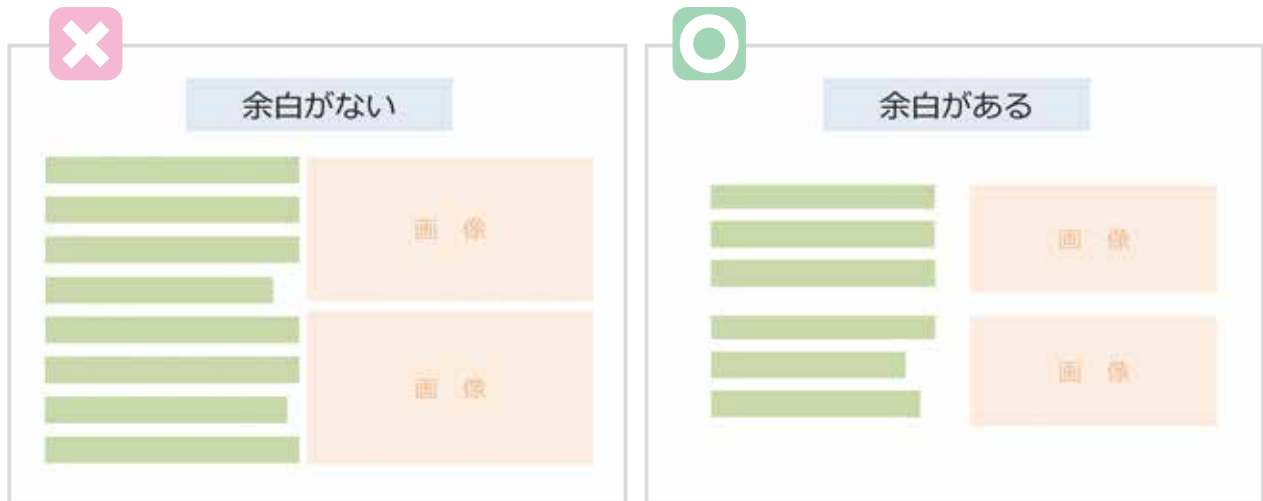 余白がない
画 像
画 像
余白がある
画 像
画 像